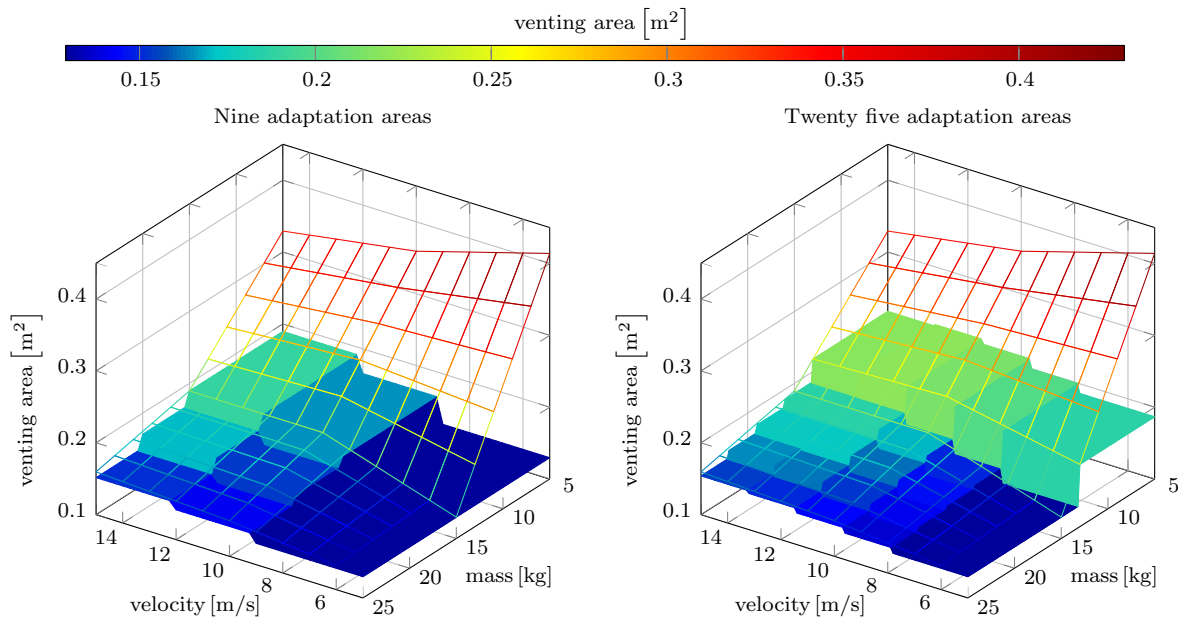 venting area [m²]
0.15 0.2 0.25 0.3 0.35 0.4
Nine adaptation areas
Twenty five adaptation areas
venting area [m²]
0.4
0.3
0.2
0.1
14 12 10 8 6
velocity [m/s]
5
10
15
20
25
mass [kg]
venting area [m²]
0.4
0.3
0.2
0.1
14 12 10 8 6
velocity [m/s]
5
10
15
20
25
mass [kg]